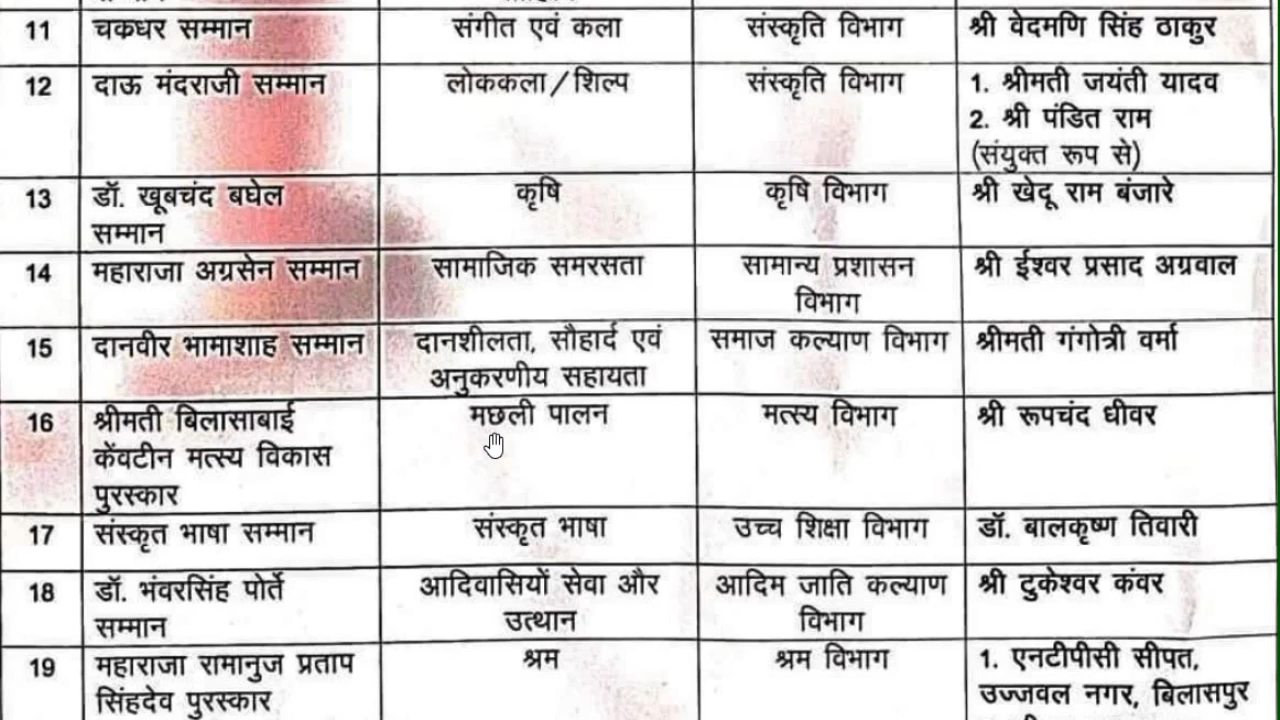 11 चकधर सम्मान संगीत एवं कला संस्कृति विभाग श्री वेदमणि सिंह ठाकुर
12 दाऊ मंदराजी सम्मान लोककला/शिल्प संस्कृति विभाग 1. श्रीमती जयंती यादव
2. श्री पंडित राम
(संयुक्त रूप से)
13 डॉ. खूबचंद बघेल कृषि कृषि विभाग श्री खेदू राम बंजारे
सम्मान
14 महाराजा अग्रसेन सम्मान सामाजिक समरसता सामान्य प्रशासन श्री ईश्वर प्रसाद अग्रवाल
विभाग
15 दानवीर भामाशाह सम्मान दानशीलता, सौहार्द एवं समाज कल्याण विभाग श्रीमती गंगोत्री वर्मा
अनुकरणीय सहायता
16 श्रीमती बिलासाबाई मछली पालन मत्स्य विभाग श्री रूपचंद धीवर
केंवटीन मत्स्य विकास
पुरस्कार
17 संस्कृत भाषा सम्मान संस्कृत भाषा उच्च शिक्षा विभाग डॉ. बालकृष्ण तिवारी
18 डॉ. भंवरसिंह पोर्ते आदिवासियों सेवा और आदिम जाति कल्याण श्री टुकेश्वर कंवर
सम्मान उत्थान विभाग
19 महाराजा रामानुज प्रताप श्रम श्रम विभाग 1. एनटीपीसी सीपत,
सिंहदेव पुरस्कार उज्जवल नगर, बिलासपुर